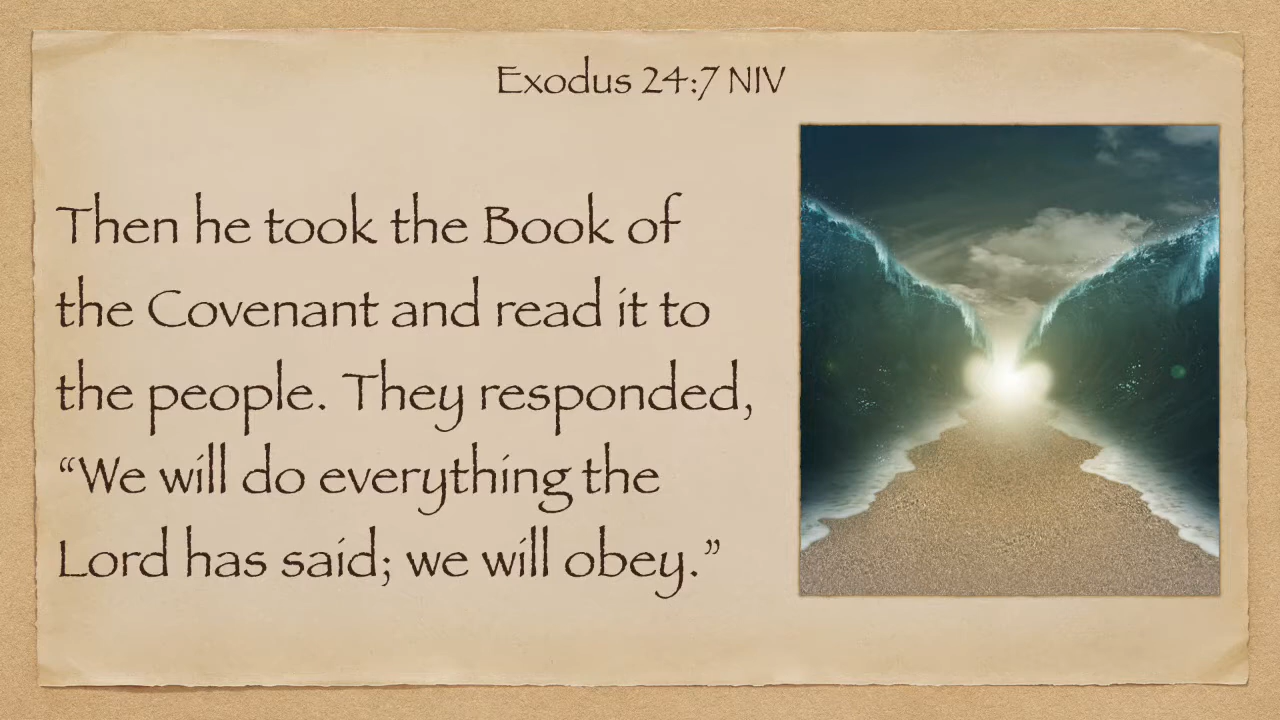 Exodus 24:7 NIV
Then he took the Book of
the Covenant and read it to
the people. They responded,
“We will do everything the
Lord has said; we will obey.”